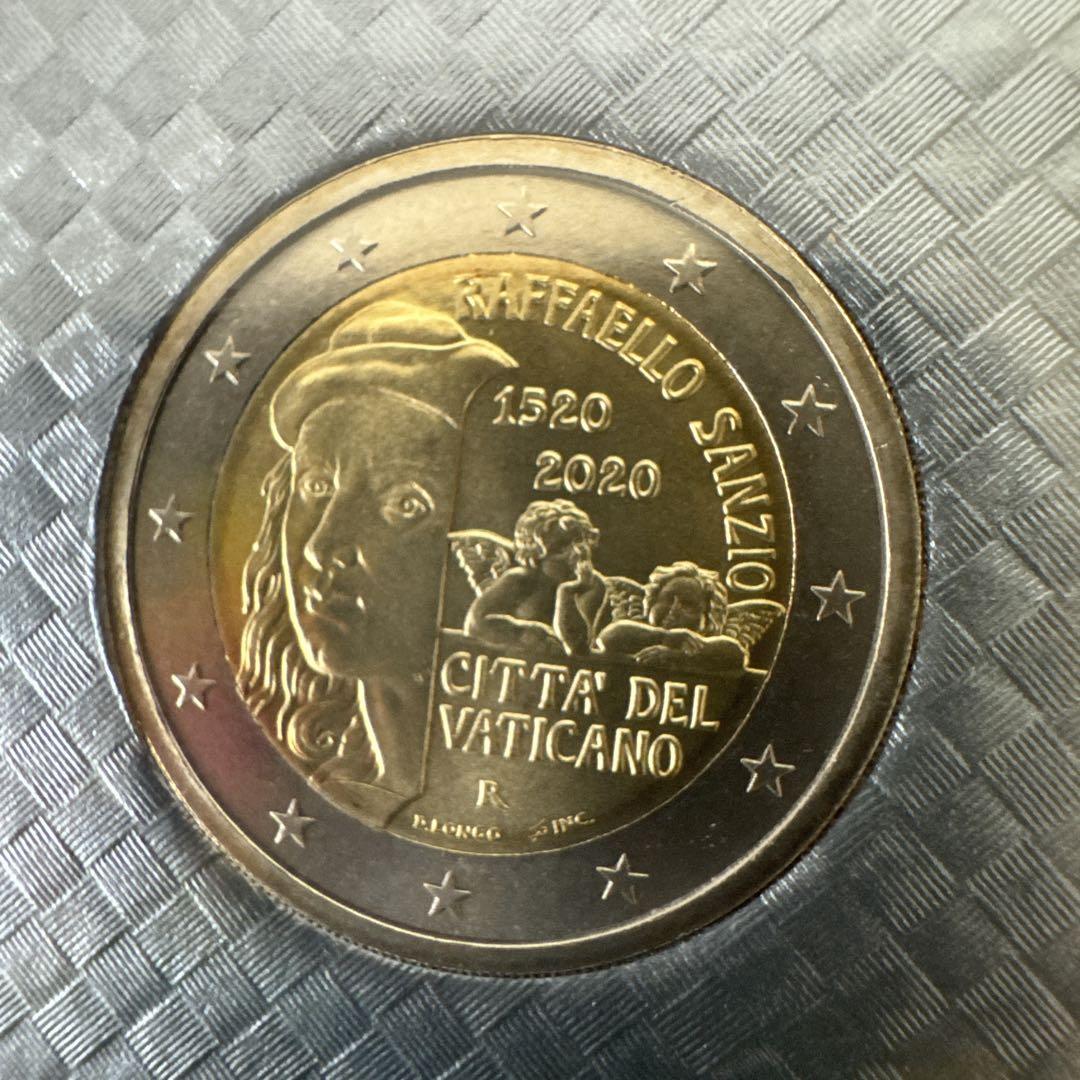 RAFFAELLO SANZIO
1520
2020
CITTA' DEL
VATICANO
R
D.LONGO
INC.